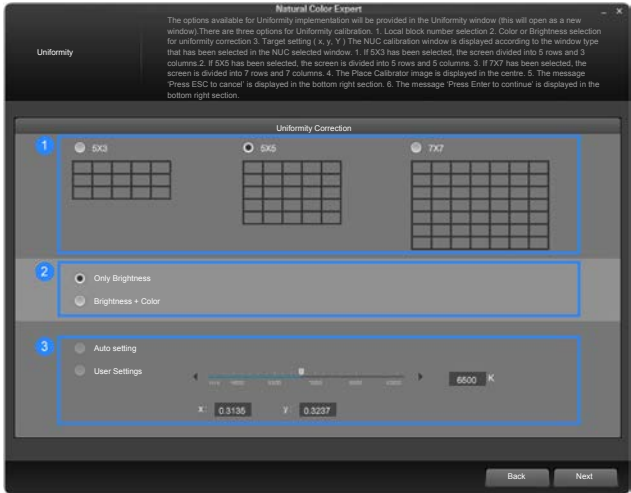 Natural Color Expert
_ x
Uniformity
The options available for Uniformity implementation will be provided in the Uniformity window (this will open as a new
window).There are three options for Uniformity calibration. 1. Local block number selection 2. Color or Brightness selection
for uniformity correction 3. Target setting ( x, y, Y ) The NUC calibration window is displayed according to the window type
that has been selected in the NUC selected window. 1. If 5X3 has been selected, the screen divided into 5 rows and 3
columns.2. If 5X5 has been selected, the screen is divided into 5 rows and 5 columns. 3. If 7X7 has been selected, the
screen is divided into 7 rows and 7 columns. 4. The Place Calibrator image is displayed in the centre. 5. The message
'Press ESC to cancel' is displayed in the bottom right section. 6. The message 'Press Enter to continue' is displayed in the
bottom right section.
Uniformity Correction
1
5X3
5X5
7X7
2
Only Brightness
Brightness + Color
3
Auto setting
User Settings
6500 K
x: 0.3135 y: 0.3237
Back
Next